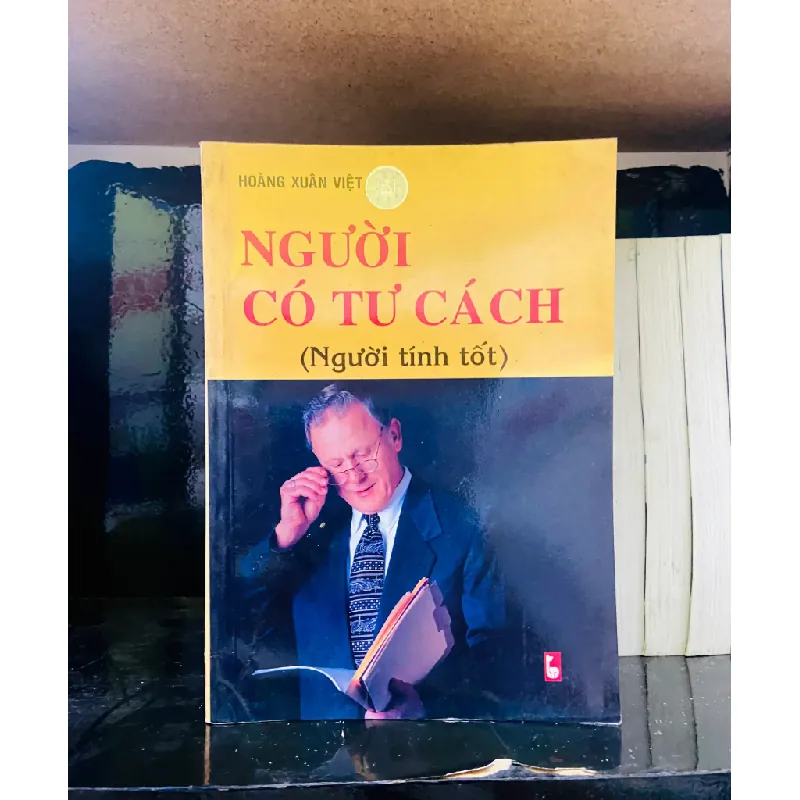 HOÀNG XUÂN VIỆT
NGƯỜI
CÓ TƯ CÁCH
(Người tính tốt)